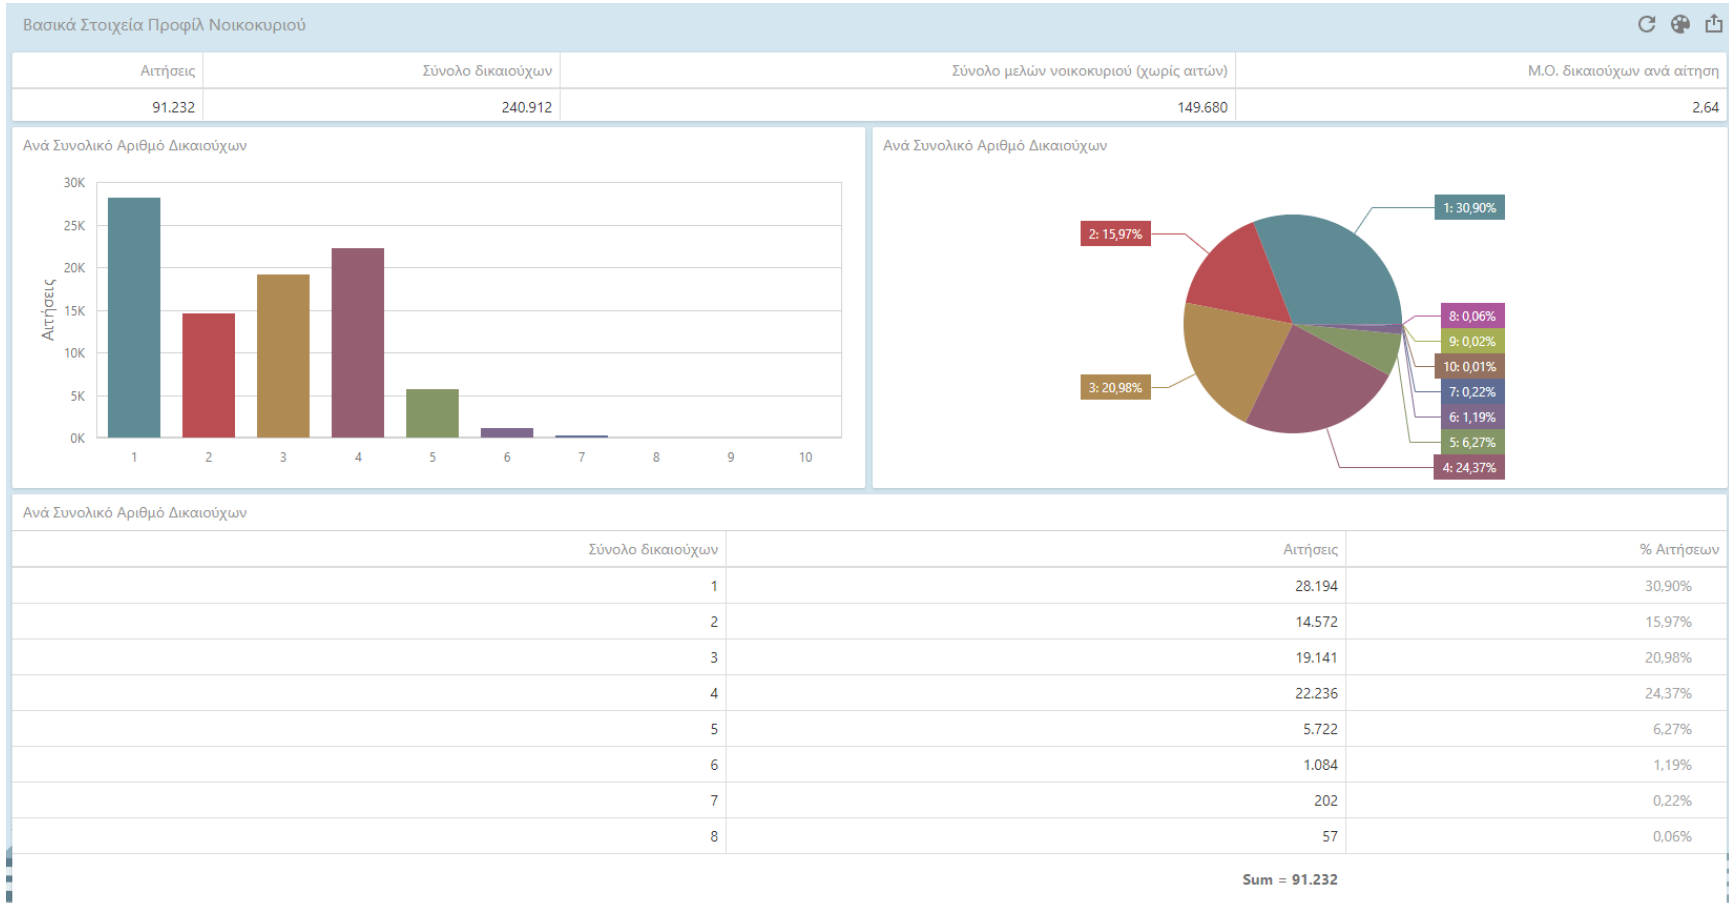 Βασικά Στοιχεία Προφίλ Νοικοκυριού
Αιτήσεις Σύνολο δικαιούχων Σύνολο μελών νοικοκυριού (χωρίς αιτών) Μ.Ο. δικαιούχων ανά αίτηση
91.232 240.912 149.680 2,64
Ανά Συνολικό Αριθμό Δικαιούχων
30K
25K
20K
15K
10K
5K
0K
Αιτήσεις
1 2 3 4 5 6 7 8 9 10
Ανά Συνολικό Αριθμό Δικαιούχων
1: 30,90%
2: 15,97%
8: 0,06%
9: 0,02%
10: 0,01%
3: 20,98%
7: 0,22%
6: 1,19%
5: 6,27%
4: 24,37%
Ανά Συνολικό Αριθμό Δικαιούχων
Σύνολο δικαιούχων Αιτήσεις % Αιτήσεων
1 28.194 30,90%
2 14.572 15,97%
3 19.141 20,98%
4 22.236 24,37%
5 5.722 6,27%
6 1.084 1,19%
7 202 0,22%
8 57 0,06%
Sum = 91.232